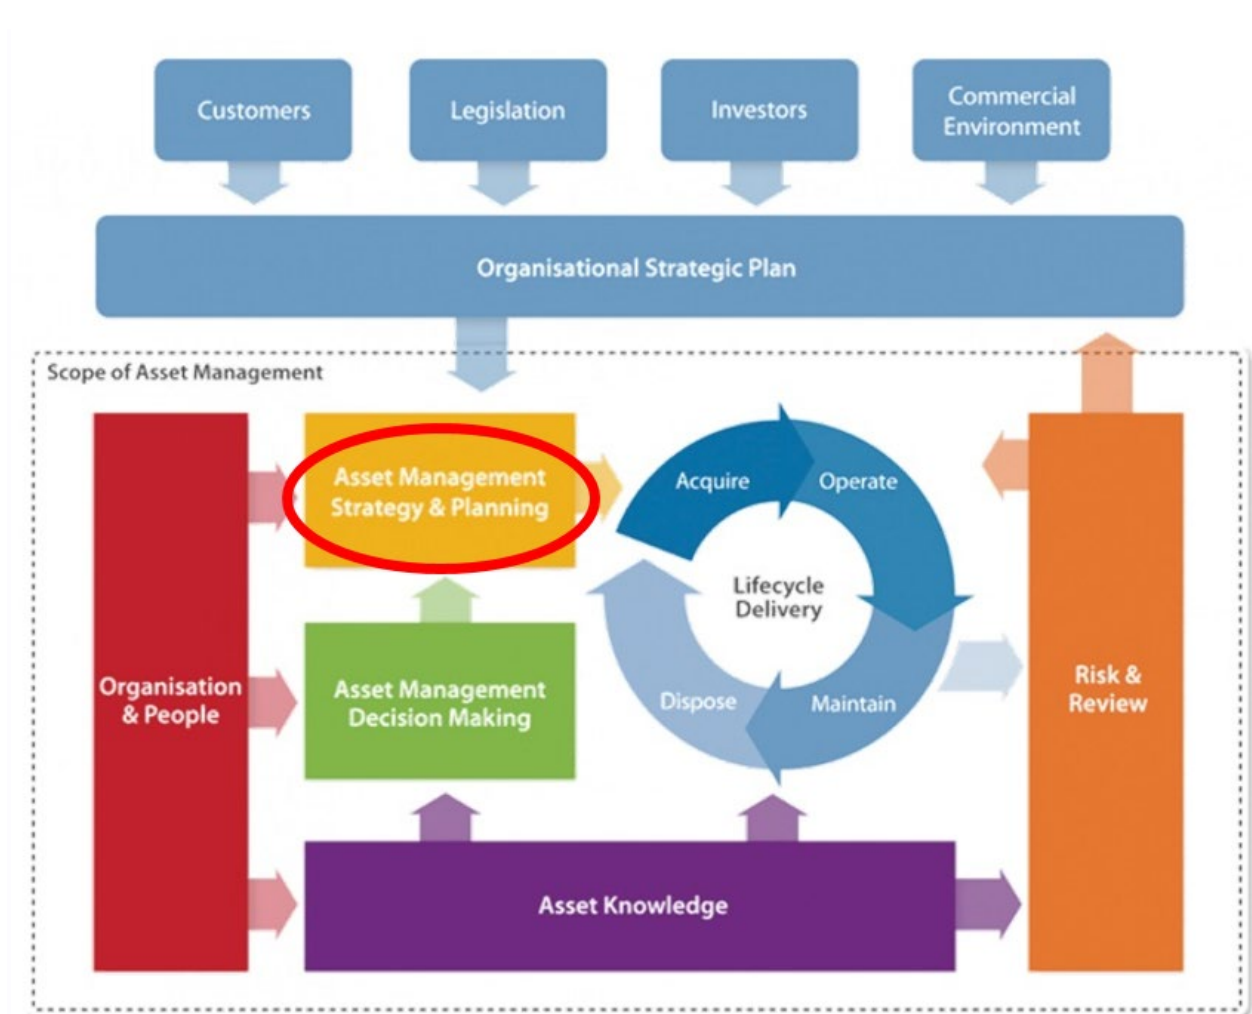 Customers
Legislation
Investors
Commercial
Environment
Organisational Strategic Plan
Scope of Asset Management
Asset Management
Strategy & Planning
Acquire
Operate
Lifecycle
Delivery
Organisation
& People
Asset Management
Decision Making
Dispose
Maintain
Risk &
Review
Asset Knowledge